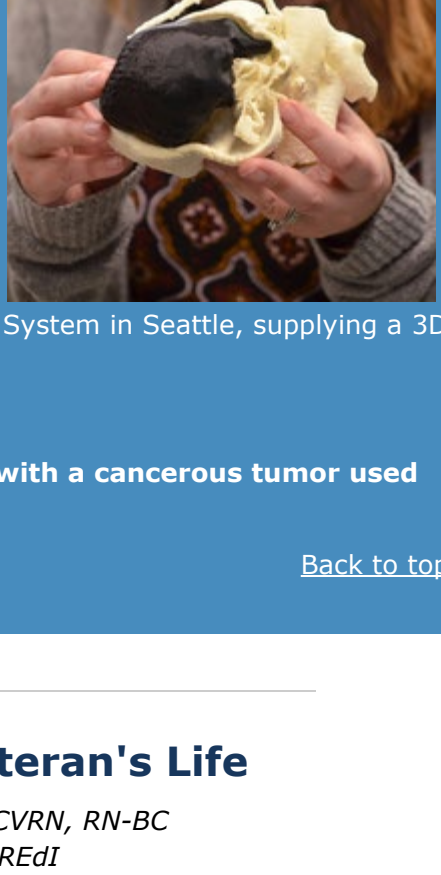 System in Seattle, supplying a 3D
with a cancerous tumor used
Back to top
teran's Life
CVRN, RN-BC
REdI